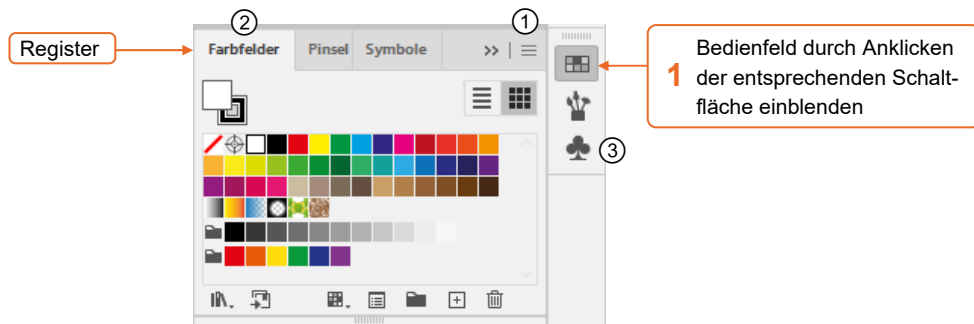 ② ①
Register
Farbfelder Pinsel Symbole
1 Bedienfeld durch Anklicken
der entsprechenden Schalt-
fläche einblenden
③